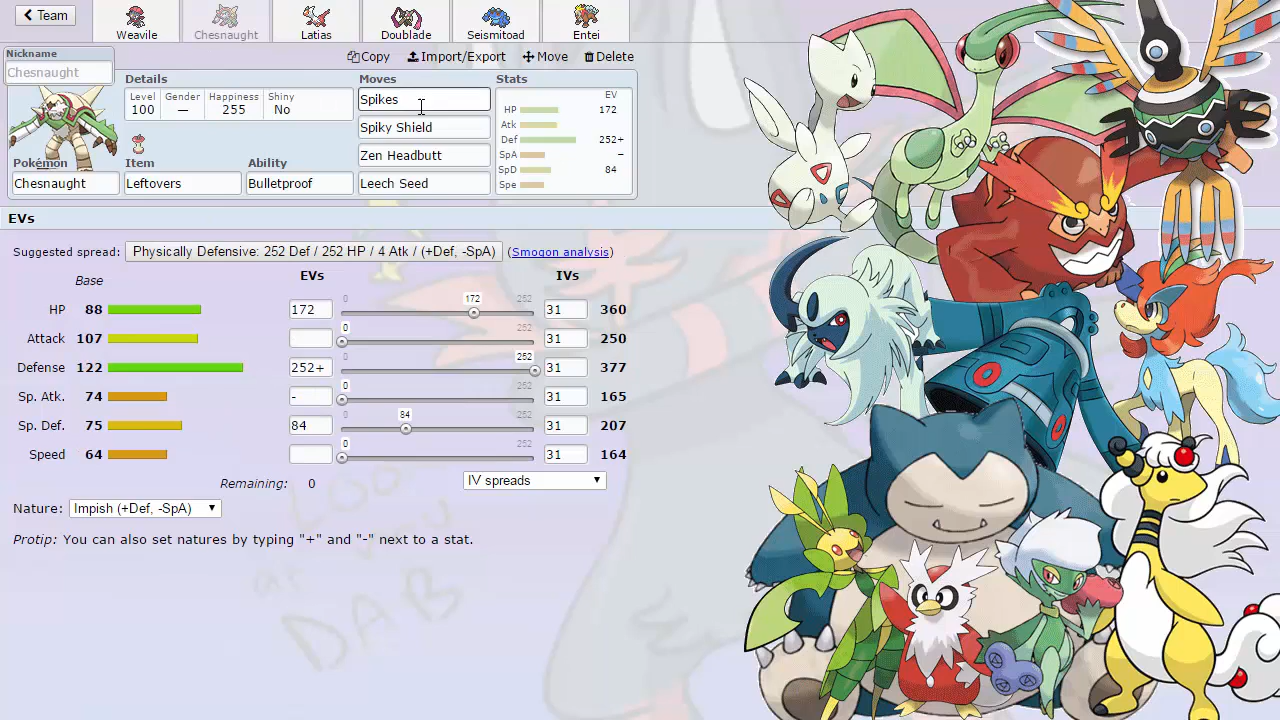 Team
Weavile
Chesnaught
Latias
Doublade
Seismitoad
Entei
Nickname
Chesnaught
Copy
Import/Export
Move
Delete
Details
Level
100
Gender
—
Happiness
255
Shiny
No
Pokémon
Chesnaught
Item
Leftovers
Ability
Bulletproof
Moves
Spikes
Spiky Shield
Zen Headbutt
Leech Seed
Stats
EV
HP 172
Atk
Def 252+
SpA –
SpD 84
Spe
EVs
Suggested spread: Physically Defensive: 252 Def / 252 HP / 4 Atk / (+Def, -SpA) (Smogon analysis)
Base EVs IVs
HP 88 172 0 172 252 31 360
Attack 107 0 252 31 250
Defense 122 252+ 0 252 31 377
Sp. Atk. 74 - 0 252 31 165
Sp. Def. 75 84 0 84 252 31 207
Speed 64 0 252 31 164
Remaining: 0 IV spreads
Nature: Impish (+Def, -SpA)
Protip: You can also set natures by typing "+" and "-" next to a stat.
DAB